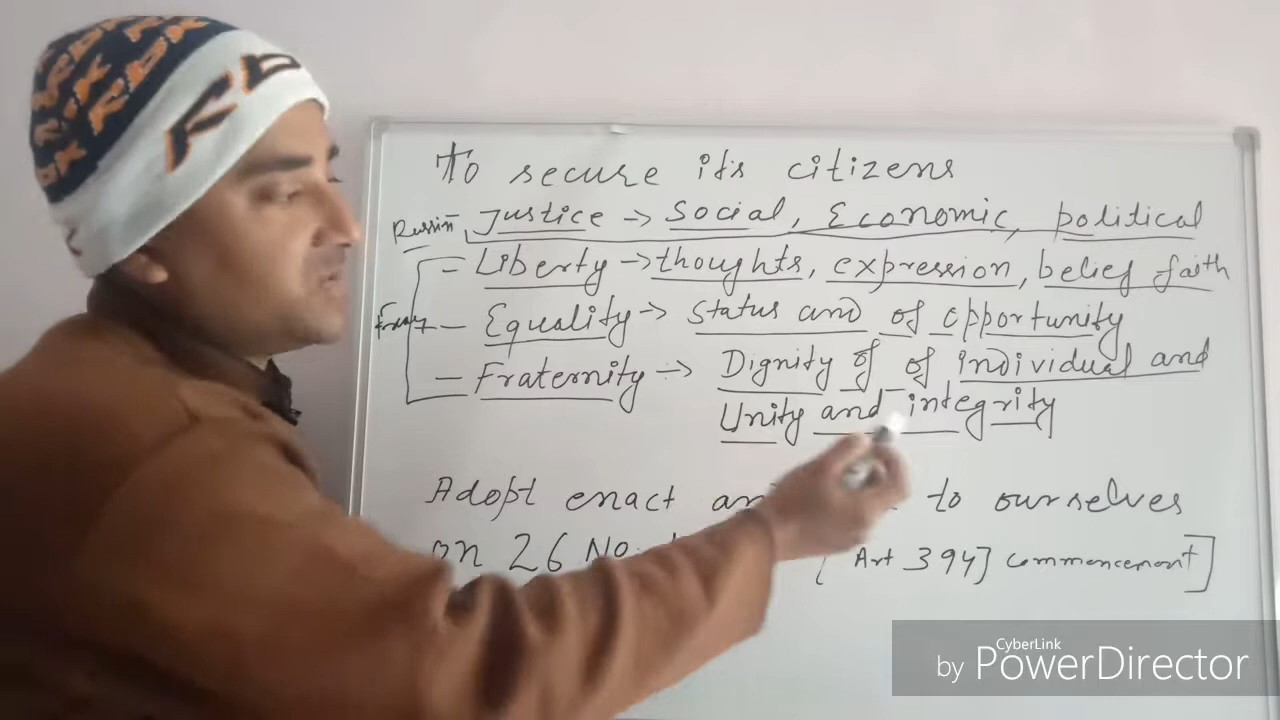 To secure its citizens
Justice → Social, Economic, political
- Liberty → thoughts, expression, belief faith
- Equality → Status and of opportunity
- Fraternity → Dignity of of individual and
Unity and integrity
Adopt enact to ourselves
on 26
[Art 394] commencement]
CyberLink
by PowerDirector